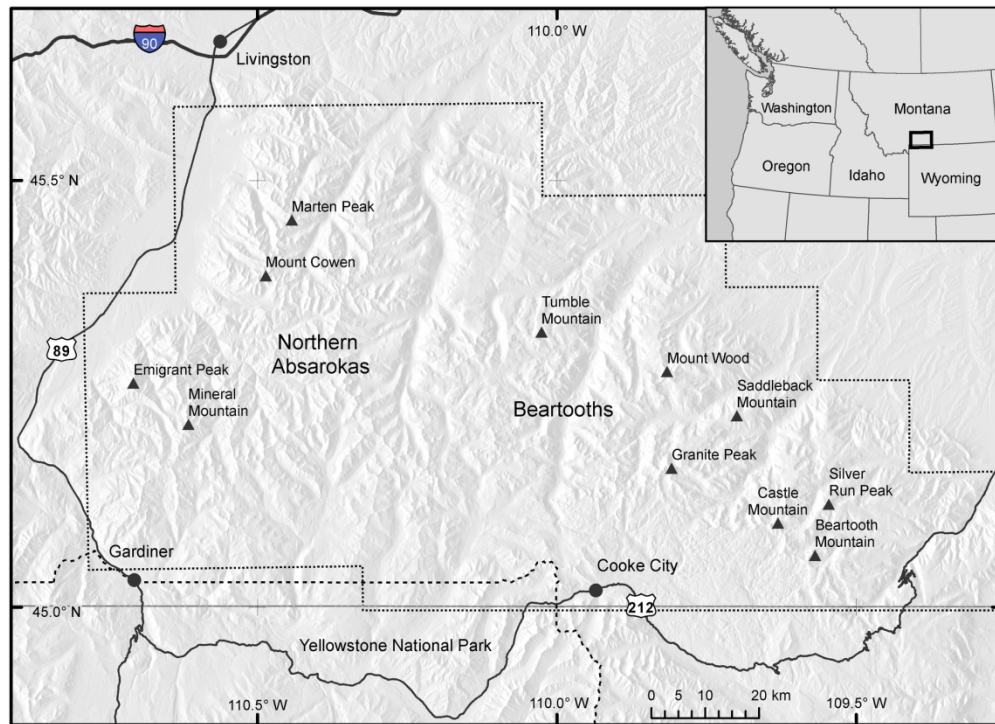 110.0° W
90
Livingston
Washington
Montana
Oregon
Idaho
Wyoming
45.5° N
Marten Peak
Mount Cowen
Tumble
Mountain
Northern
Absarokas
89
Emigrant Peak
Mineral
Mountain
Mount Wood
Saddleback
Mountain
Beartooths
Granite Peak
Silver
Run Peak
Castle
Mountain
Beartooth
Mountain
Gardiner
Cooke City
45.0° N
212
Yellowstone National Park
0 5 10 20 km
110.5° W
110.0° W
109.5° W